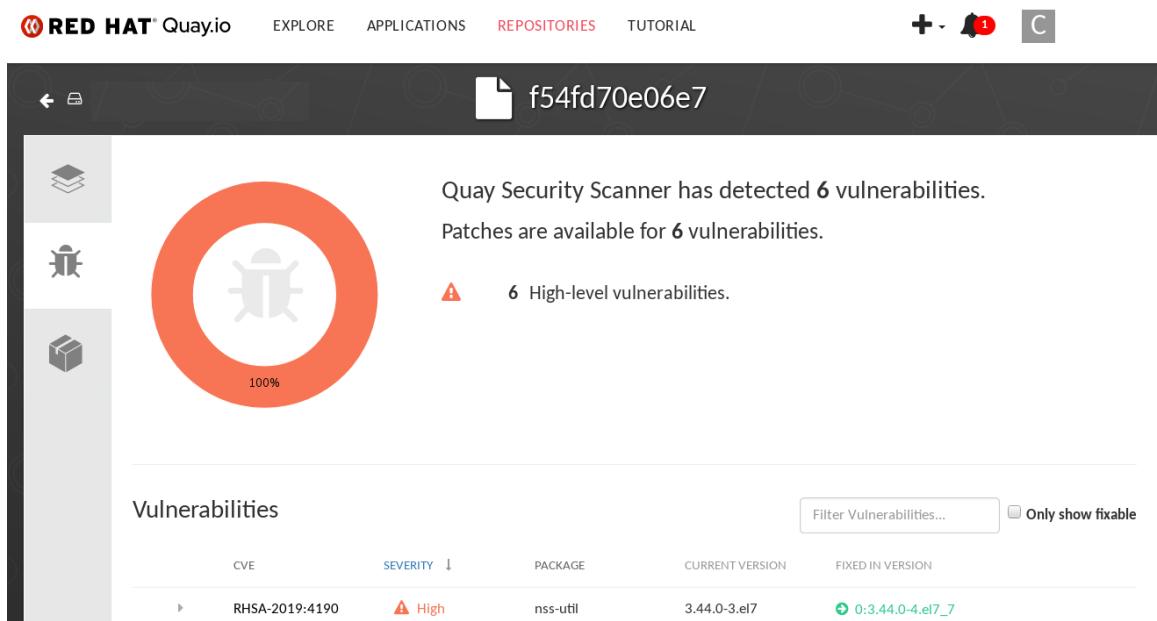 RED HAT® Quay.io EXPLORE APPLICATIONS REPOSITORIES TUTORIAL 1 C
f54fd70e06e7
Quay Security Scanner has detected 6 vulnerabilities.
Patches are available for 6 vulnerabilities.
6 High-level vulnerabilities.
100%
Vulnerabilities Filter Vulnerabilities... Only show fixable
CVE SEVERITY ↓ PACKAGE CURRENT VERSION FIXED IN VERSION
RHSA-2019:4190 High nss-util 3.44.0-3.el7 0:3.44.0-4.el7_7